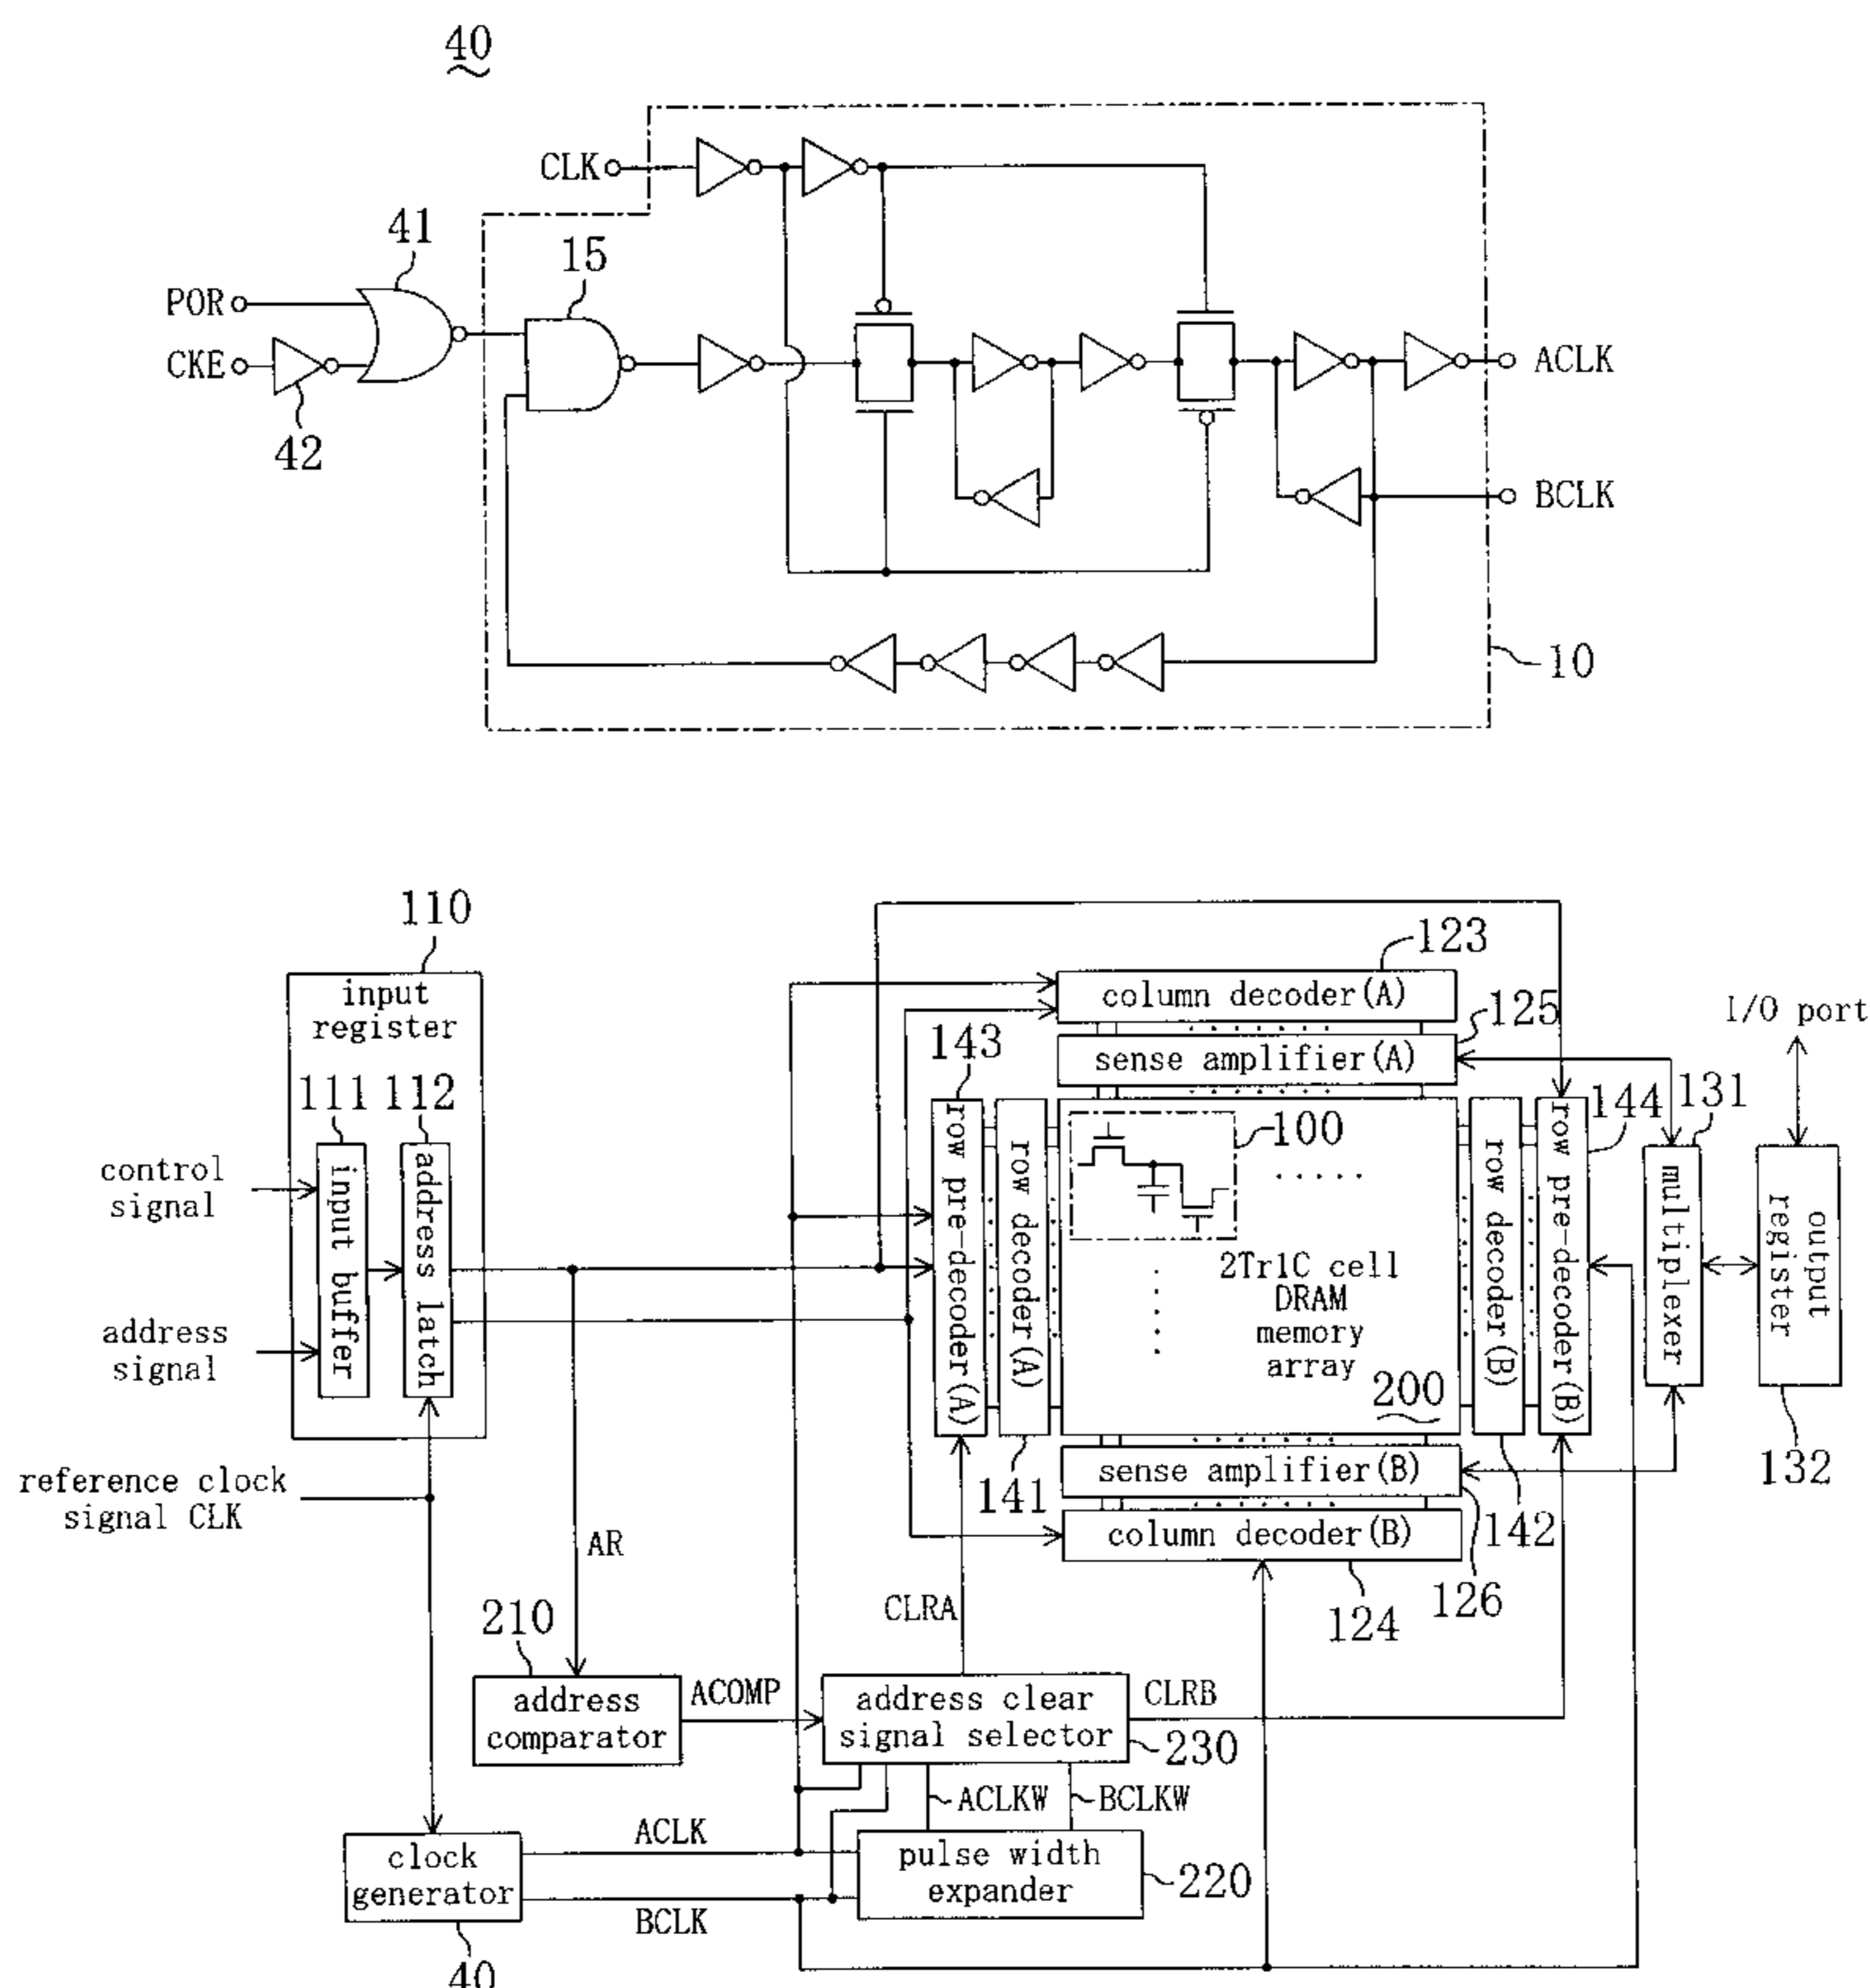 40
CLK
41
15
POR
CKE
42
ACLK
BCLK
10
110
input
register
111
112
control
signal
address
signal
input buffer
address latch
reference clock
signal CLK
AR
210
address
comparator
ACOMP
clock
generator
40
ACLK
BCLK
123
column decoder(A)
125
sense amplifier(A)
143
row pre-decoder(A)
row decoder(A)
141
100
2Tr1C cell
DRAM
memory
array
200
row decoder(B)
142
row pre-decoder(B)
144
131
multiplexer
I/O port
output
register
132
sense amplifier(B)
126
column decoder(B)
124
CLRA
address clear
signal selector
230
CLRB
ACLKW
BCLKW
pulse width
expander
220